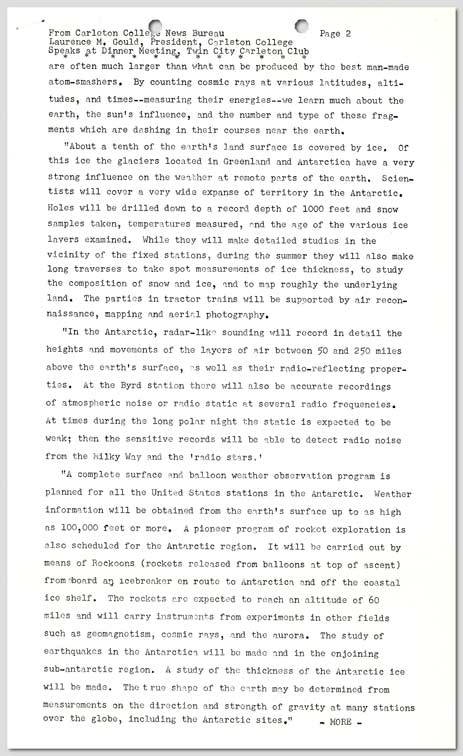 From Carleton College News Bureau Page 2
Laurence M. Gould, President, Carleton College
Speaks at Dinner Meeting, Twin City Carleton Club
* * * * * * * * * * * *
are often much larger than what can be produced by the best man-made
atom-smashers. By counting cosmic rays at various latitudes, alti-
tudes, and times--measuring their energies--we learn much about the
earth, the sun's influence, and the number and type of these frag-
ments which are dashing in their courses near the earth.
"About a tenth of the earth's land surface is covered by ice. Of
this ice the glaciers located in Greenland and Antarctica have a very
strong influence on the weather at remote parts of the earth. Scien-
tists will cover a very wide expanse of territory in the Antarctic.
Holes will be drilled down to a record depth of 1000 feet and snow
samples taken, temperatures measured, and the age of the various ice
layers examined. While they will make detailed studies in the
vicinity of the fixed stations, during the summer they will also make
long traverses to take spot measurements of ice thickness, to study
the composition of snow and ice, and to map roughly the underlying
land. The parties in tractor trains will be supported by air recon-
naissance, mapping and aerial photography.
"In the Antarctic, radar-like sounding will record in detail the
heights and movements of the layers of air between 50 and 250 miles
above the earth's surface, as well as their radio-reflecting proper-
ties. At the Byrd station there will also be accurate recordings
of atmospheric noise or radio static at several radio frequencies.
At times during the long polar night the static is expected to be
weak; then the sensitive records will be able to detect radio noise
from the Milky Way and the 'radio stars.'
"A complete surface and balloon weather observation program is
planned for all the United States stations in the Antarctic. Weather
information will be obtained from the earth's surface up to as high
as 100,000 feet or more. A pioneer program of rocket exploration is
also scheduled for the Antarctic region. It will be carried out by
means of Rockoons (rockets released from balloons at top of ascent)
from aboard an icebreaker en route to Antarctica and off the coastal
ice shelf. The rockets are expected to reach an altitude of 60
miles and will carry instruments from experiments in other fields
such as geomagnetism, cosmic rays, and the aurora. The study of
earthquakes in the Antarctica will be made and in the enjoining
sub-antarctic region. A study of the thickness of the Antarctic ice
will be made. The true shape of the earth may be determined from
measurements on the direction and strength of gravity at many stations
over the globe, including the Antarctic sites." - MORE -